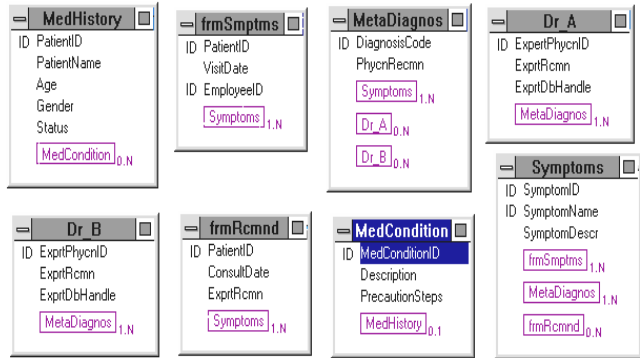 MedHistory
ID PatientID
PatientName
Age
Gender
Status
MedCondition 0.N
frmSmptms
ID PatientID
VisitDate
ID EmployeeID
Symptoms 1.N
MetaDiagnos
ID DiagnosisCode
PhycnRecmn
Symptoms 1.N
Dr_A 0.N
Dr_B 0.N
Dr_A
ID ExpertPhycnID
ExprtRcmn
ExprtDbHandle
MetaDiagnos 1.N
Dr_B
ID ExprtPhycnID
ExprtRcmn
ExprtDbHandle
MetaDiagnos 1.N
frmRcmnd
ID PatientID
ConsultDate
ExprtRcmn
Symptoms 1.N
MedCondition
ID MedConditionID
Description
PrecautionSteps
MedHistory 0.1
Symptoms
ID SymptomID
ID SymptomName
SymptomDescr
frmSmptms 1.N
MetaDiagnos 1.N
frmRcmnd 0.N